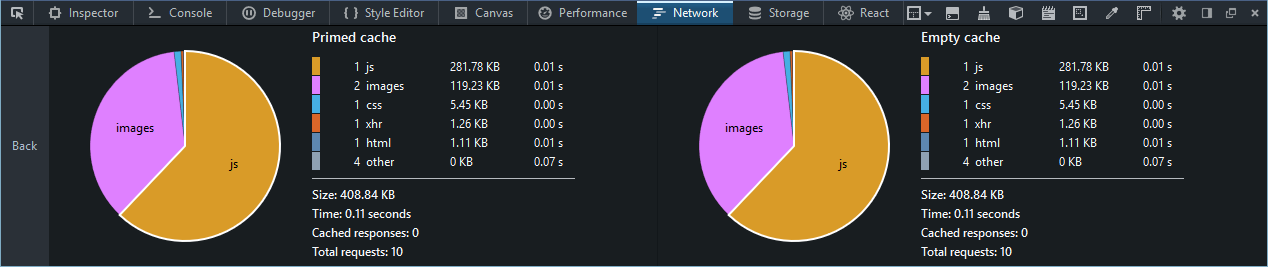 Inspector Console Debugger { } Style Editor Canvas Performance Network Storage React
Back
Primed cache
1 js 281.78 KB 0.01 s
2 images 119.23 KB 0.01 s
1 css 5.45 KB 0.00 s
1 xhr 1.26 KB 0.00 s
1 html 1.11 KB 0.01 s
4 other 0 KB 0.07 s
Size: 408.84 KB
Time: 0.11 seconds
Cached responses: 0
Total requests: 10
images
js
Empty cache
1 js 281.78 KB 0.01 s
2 images 119.23 KB 0.01 s
1 css 5.45 KB 0.00 s
1 xhr 1.26 KB 0.00 s
1 html 1.11 KB 0.01 s
4 other 0 KB 0.07 s
Size: 408.84 KB
Time: 0.11 seconds
Cached responses: 0
Total requests: 10
images
js